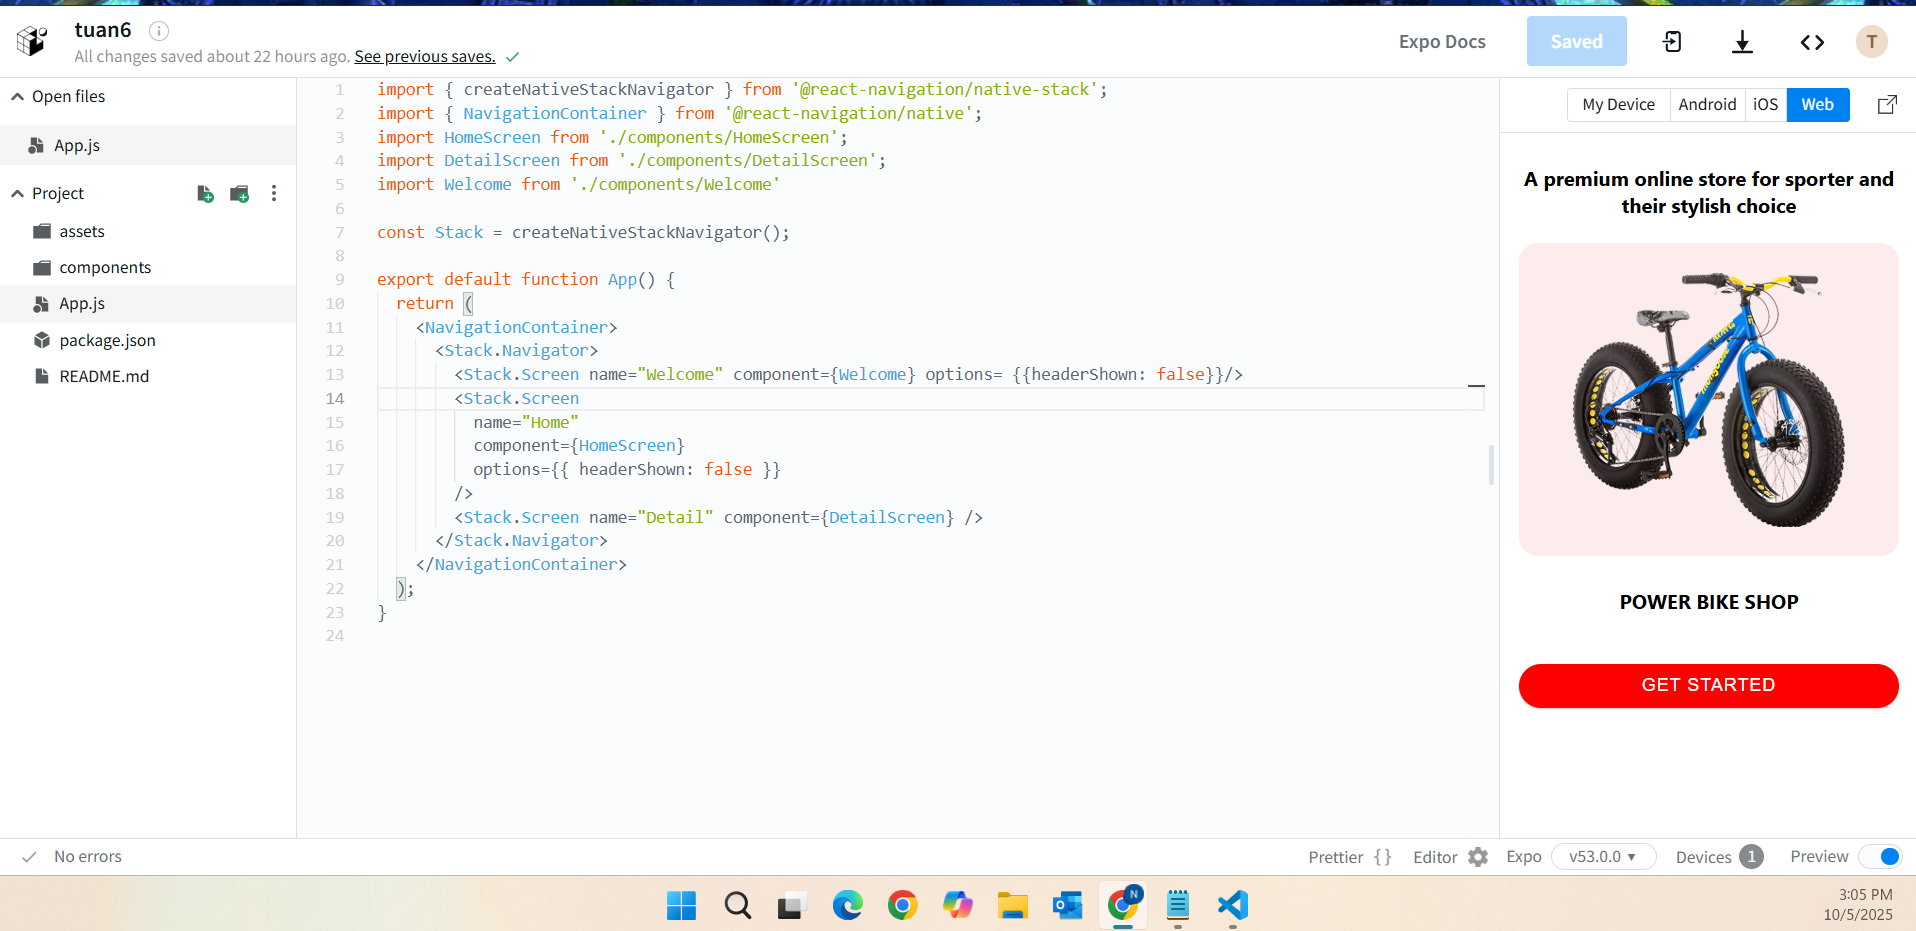 tuan6
All changes saved about 22 hours ago. See previous saves.
Expo Docs
Saved
T
Open files
App.js
Project
assets
components
App.js
package.json
README.md
1 import { createNativeStackNavigator } from '@react-navigation/native-stack';
2 import { NavigationContainer } from '@react-navigation/native';
3 import HomeScreen from './components/HomeScreen';
4 import DetailScreen from './components/DetailScreen';
5 import Welcome from './components/Welcome'
6
7 const Stack = createNativeStackNavigator();
8
9 export default function App() {
10 return (
11 <NavigationContainer>
12 <Stack.Navigator>
13 <Stack.Screen name="Welcome" component={Welcome} options= {{headerShown: false}}/>
14 <Stack.Screen
15 name="Home"
16 component={HomeScreen}
17 options={{ headerShown: false }}
18 />
19 <Stack.Screen name="Detail" component={DetailScreen} />
20 </Stack.Navigator>
21 </NavigationContainer>
22 );
23 }
24
My Device Android iOS Web
A premium online store for sporter and
their stylish choice
POWER BIKE SHOP
GET STARTED
No errors
Prettier {} Editor Expo v53.0.0 Devices 1 Preview
N
3:05 PM
10/5/2025